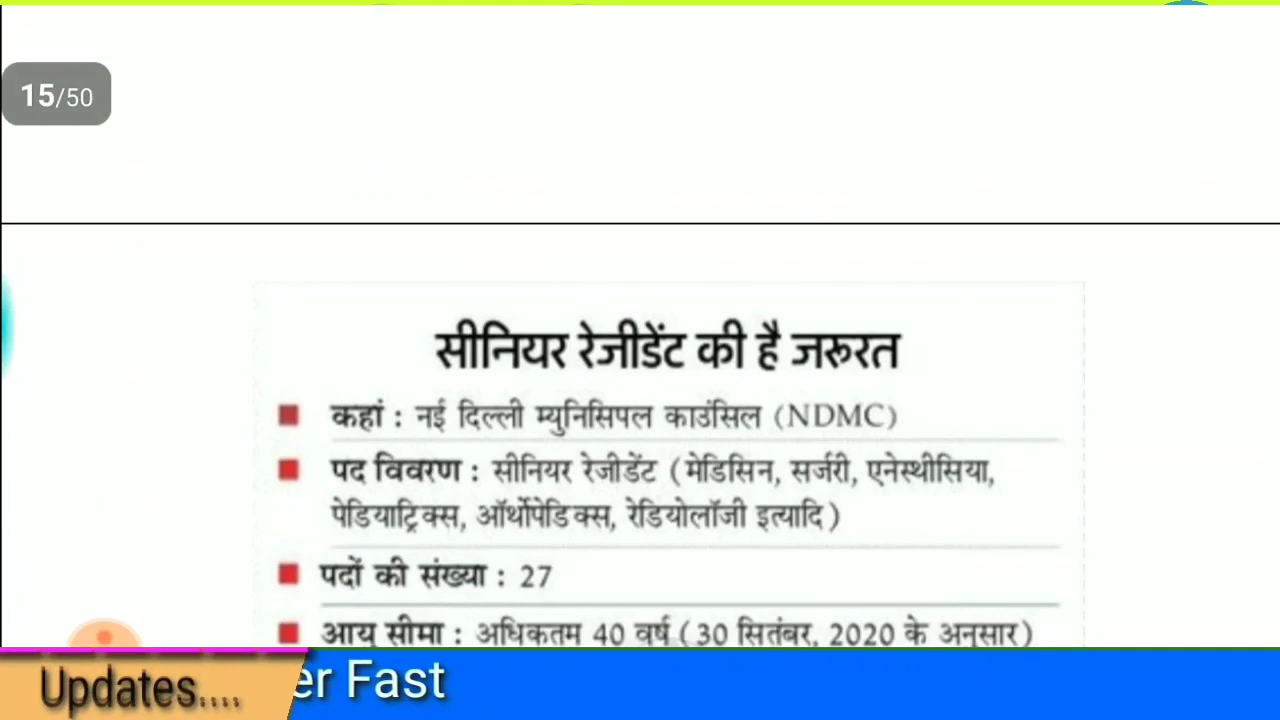 15/50
सीनियर रेजीडेंट की है जरूरत
कहां : नई दिल्ली म्युनिसिपल काउंसिल (NDMC)
पद विवरण : सीनियर रेजीडेंट (मेडिसिन, सर्जरी, एनेस्थीसिया,
पेडियाट्रिक्स, ऑर्थोपेडिक्स, रेडियोलॉजी इत्यादि)
पदों की संख्या : 27
आयु सीमा : अधिकतम 40 वर्ष (30 सितंबर, 2020 के अनुसार)
Updates....
er Fast